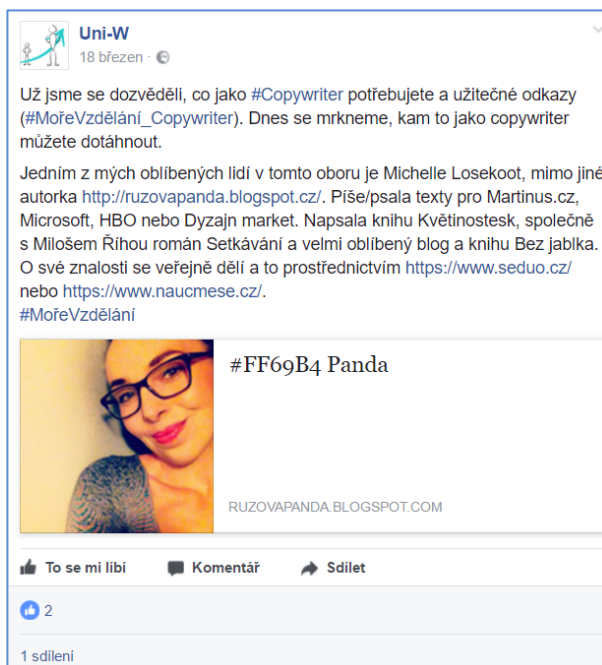 Uni-W
18 březen ·
Už jsme se dozvěděli, co jako #Copywriter potřebujete a užitečné odkazy
(#MořeVzdělání_Copywriter). Dnes se mrkneme, kam to jako copywriter
můžete dotáhnout.
Jedním z mých oblíbených lidí v tomto oboru je Michelle Losekoot, mimo jiné
autorka http://ruzovapanda.blogspot.cz/. Píše/psala texty pro Martinus.cz,
Microsoft, HBO nebo Dyzajn market. Napsala knihu Květinostesk, společně
s Milošem Říhou román Setkávání a velmi oblíbený blog a knihu Bez jablka.
O své znalosti se veřejně dělí a to prostřednictvím https://www.seduo.cz/
nebo https://www.naucmese.cz/.
#MořeVzdělání
#FF69B4 Panda
RUZOVAPANDA.BLOGSPOT.COM
To se mi líbí Komentář Sdílet
2
1 sdílení